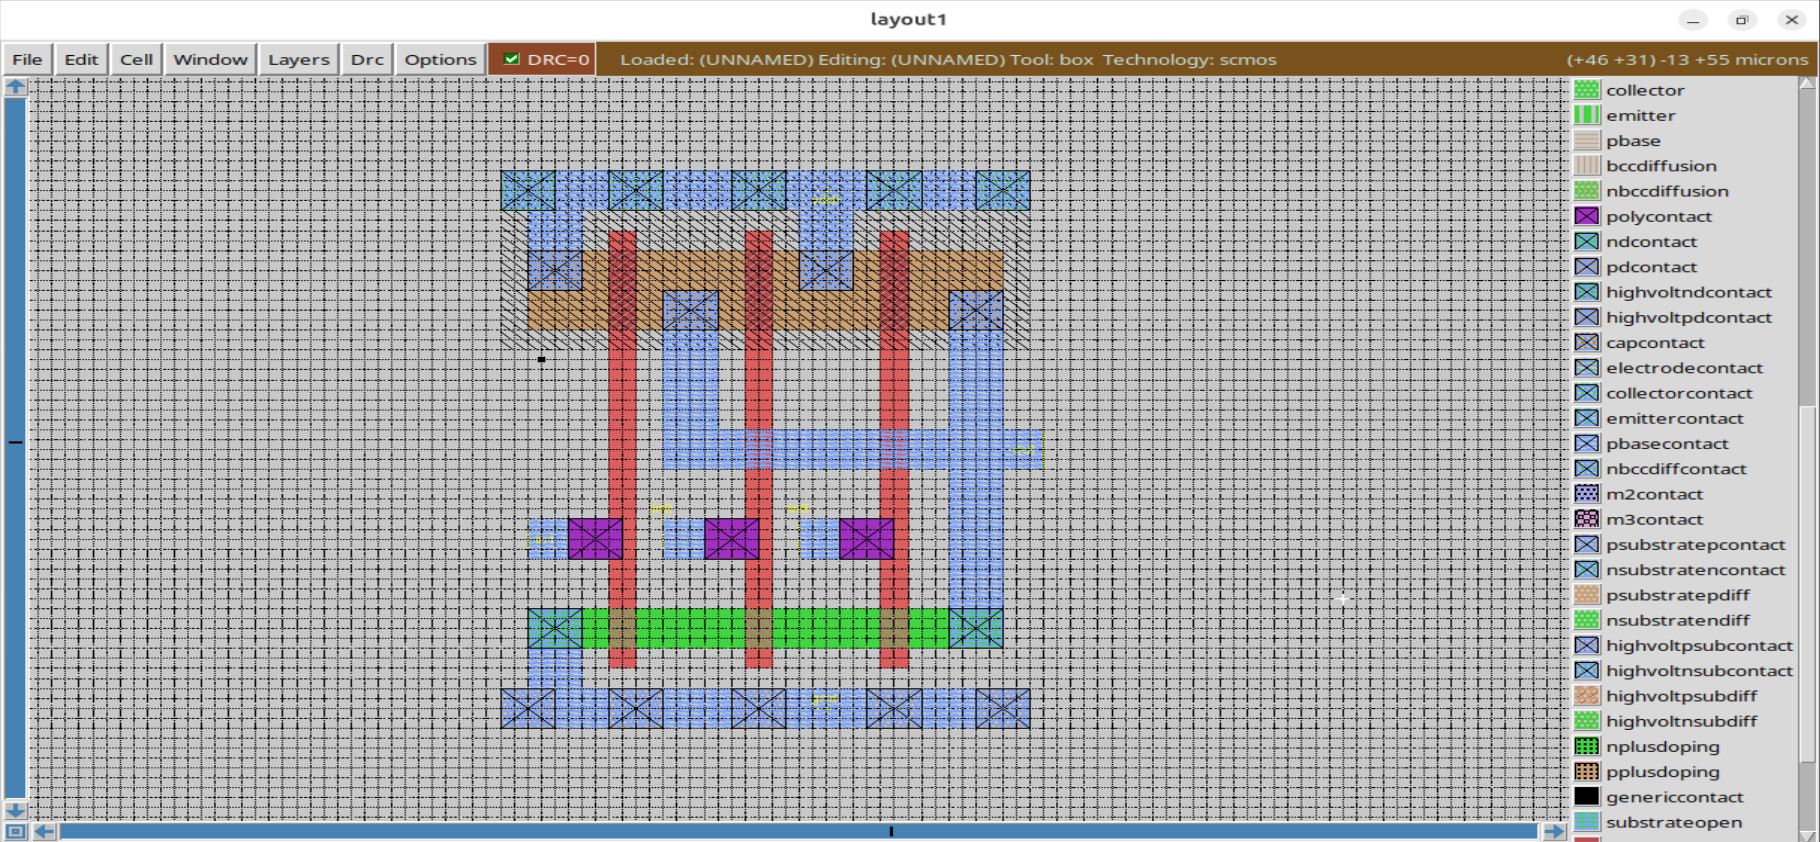 layout1
File Edit Cell Window Layers Drc Options DRC=0 Loaded: (UNNAMED) Editing: (UNNAMED) Tool: box Technology: scmos (+46 +31) -13 +55 microns
collector
emitter
pbase
bccdiffusion
nbccdiffusion
polycontact
ndcontact
pdcontact
highvoltndcontact
highvoltpdcontact
capcontact
electrodecontact
collectorcontact
emittercontact
pbasecontact
nbccdiffcontact
m2contact
m3contact
psubstratepcontact
nsubstratencontact
psubstratepdiff
nsubstratendiff
highvoltpsubcontact
highvoltnsubcontact
highvoltpsubdiff
highvoltnsubdiff
nplusdoping
pplusdoping
genericcontact
substrateopen
in2
in3